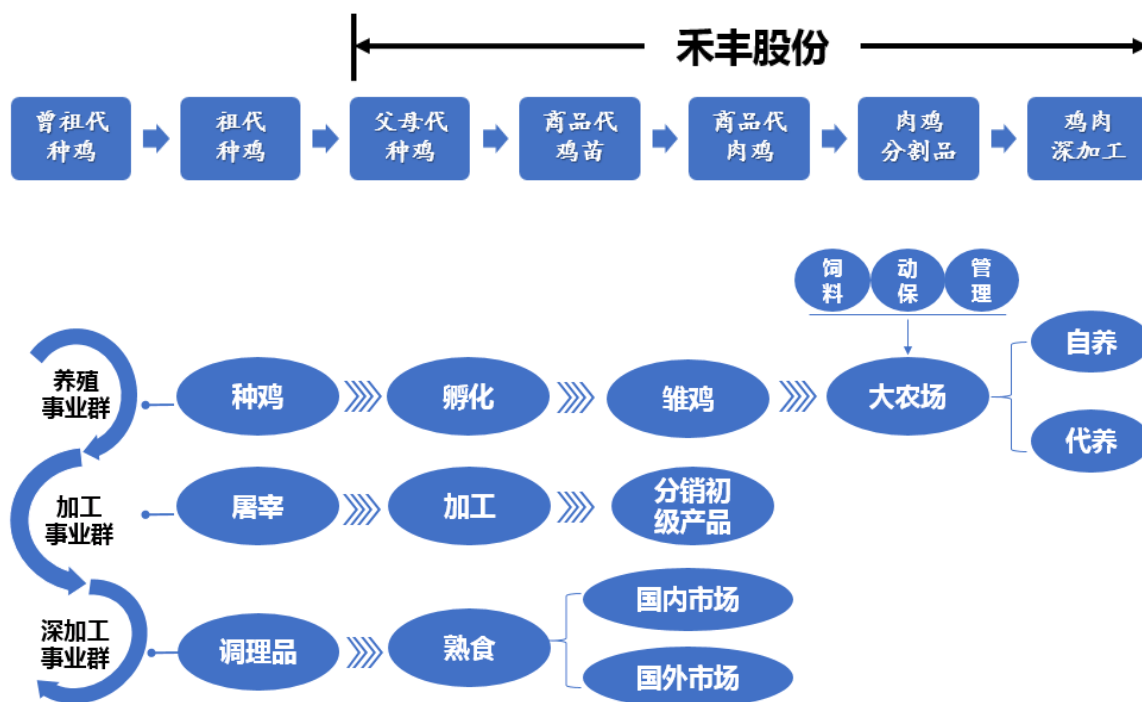 禾丰股份
曾祖代
种鸡
祖代
种鸡
父母代
种鸡
商品代
鸡苗
商品代
肉鸡
肉鸡
分割品
鸡肉
深加工
饲
料
动
保
管
理
养殖
事业群
种鸡
孵化
雏鸡
大农场
自养
代养
加工
事业群
屠宰
加工
分销初
级产品
深加工
事业群
调理品
熟食
国内市场
国外市场